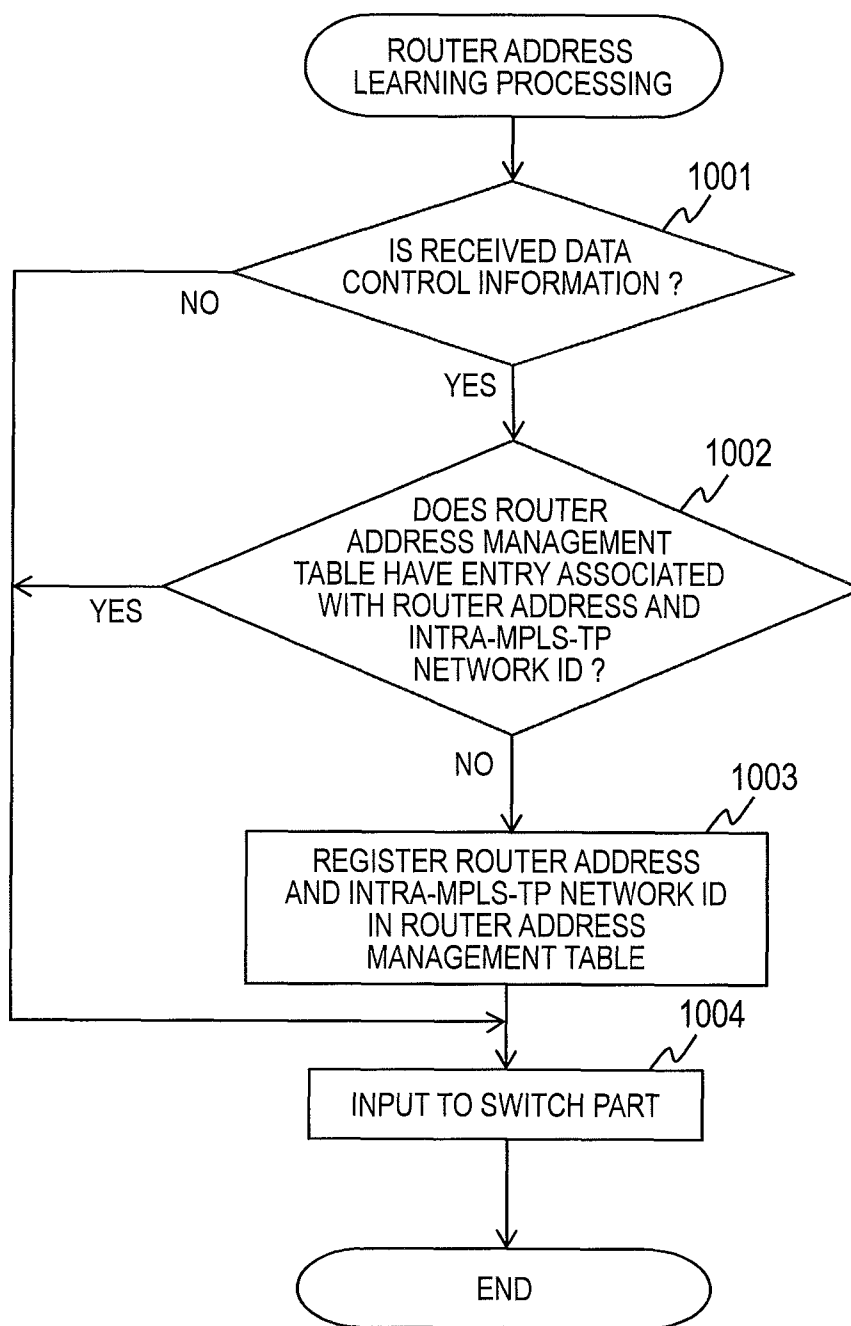 ROUTER ADDRESS
LEARNING PROCESSING
1001
IS RECEIVED DATA
CONTROL INFORMATION ?
NO
YES
1002
DOES ROUTER
ADDRESS MANAGEMENT
TABLE HAVE ENTRY ASSOCIATED
WITH ROUTER ADDRESS AND
INTRA-MPLS-TP
NETWORK ID ?
YES
NO
1003
REGISTER ROUTER ADDRESS
AND INTRA-MPLS-TP NETWORK ID
IN ROUTER ADDRESS
MANAGEMENT TABLE
1004
INPUT TO SWITCH PART
END